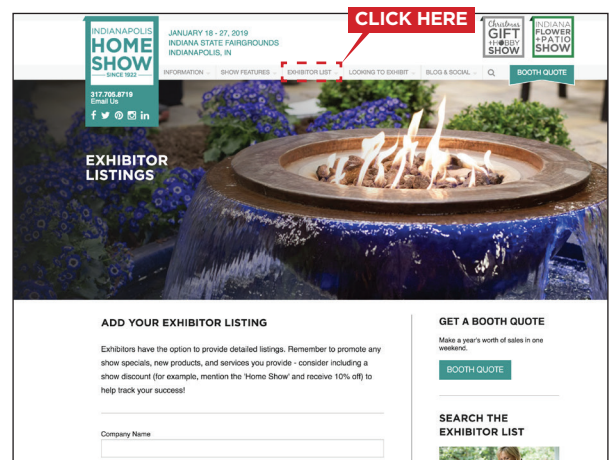 CLICK HERE
INDIANAPOLIS
HOME
SHOW
SINCE 1922
JANUARY 18 - 27, 2019
INDIANA STATE FAIRGROUNDS
INDIANAPOLIS, IN
Christmas
GIFT
+HOBBY
SHOW
INDIANA
FLOWER
+PATIO
SHOW
INFORMATION
SHOW FEATURES
EXHIBITOR LIST
LOOKING TO EXHIBIT
BLOG & SOCIAL
BOOTH QUOTE
317.705.8719
Email Us
EXHIBITOR
LISTINGS
ADD YOUR EXHIBITOR LISTING
Exhibitors have the option to provide detailed listings. Remember to promote any
show specials, new products, and services you provide - consider including a
show discount (for example, mention the 'Home Show' and receive 10% off) to
help track your success!
Company Name
GET A BOOTH QUOTE
Make a year's worth of sales in one
weekend.
BOOTH QUOTE
SEARCH THE
EXHIBITOR LIST